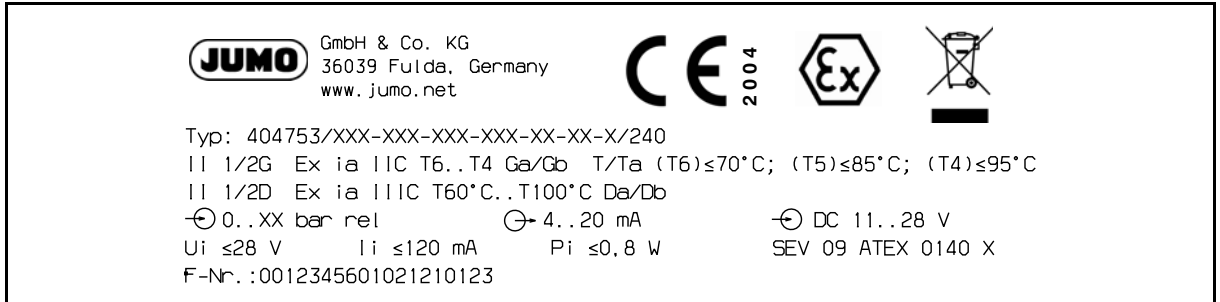 JUMO
GmbH & Co. KG
36039 Fulda, Germany
www.jumo.net
CE 2004
Ex
Typ: 404753/XXX-XXX-XXX-XXX-XX-XX-X/240
II 1/2G Ex ia IIC T6..T4 Ga/Gb T/Ta (T6)≤70°C; (T5)≤85°C; (T4)≤95°C
II 1/2D Ex ia IIIC T60°C..T100°C Da/Db
0..XX bar rel 4..20 mA DC 11..28 V
Ui ≤28 V Ii ≤120 mA Pi ≤0,8 W SEV 09 ATEX 0140 X
F-Nr.:0012345601021210123